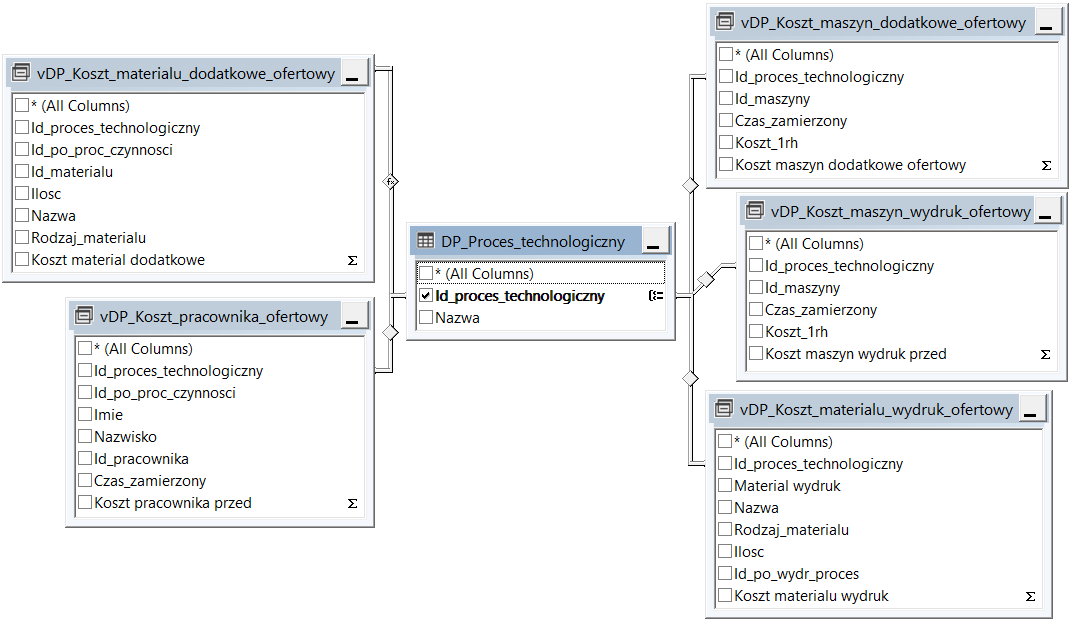 vDP_Koszt_materialu_dodatkowe_ofertowy
* (All Columns)
Id_proces_technologiczny
Id_po_proc_czynnosci
Id_materialu
Ilosc
Nazwa
Rodzaj_materialu
Koszt material dodatkowe Σ
vDP_Koszt_pracownika_ofertowy
* (All Columns)
Id_proces_technologiczny
Id_po_proc_czynnosci
Imie
Nazwisko
Id_pracownika
Czas_zamierzony
Koszt pracownika przed Σ
DP_Proces_technologiczny
* (All Columns)
Id_proces_technologiczny
Nazwa
vDP_Koszt_maszyn_dodatkowe_ofertowy
* (All Columns)
Id_proces_technologiczny
Id_maszyny
Czas_zamierzony
Koszt_1rh
Koszt maszyn dodatkowe ofertowy Σ
vDP_Koszt_maszyn_wydruk_ofertowy
* (All Columns)
Id_proces_technologiczny
Id_maszyny
Czas_zamierzony
Koszt_1rh
Koszt maszyn wydruk przed Σ
vDP_Koszt_materialu_wydruk_ofertowy
* (All Columns)
Id_proces_technologiczny
Material wydruk
Nazwa
Rodzaj_materialu
Ilosc
Id_po_wydr_proces
Koszt materialu wydruk Σ